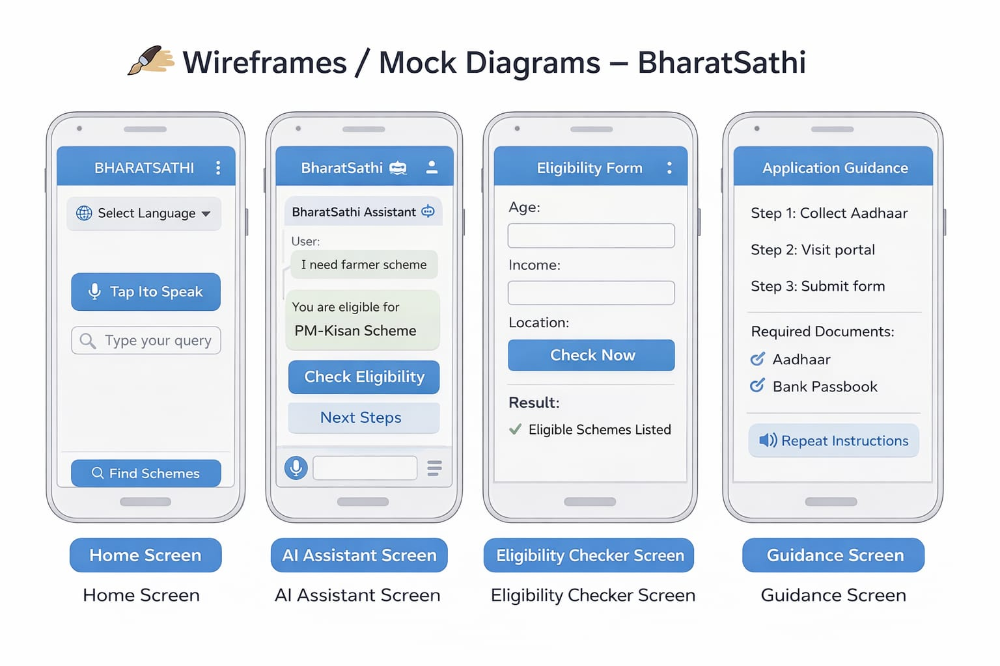 Wireframes / Mock Diagrams – BharatSathi
BHARATSATHI
Select Language
Tap Ito Speak
Type your query
Find Schemes
Home Screen
Home Screen
BharatSathi
BharatSathi Assistant
User:
I need farmer scheme
You are eligible for
PM-Kisan Scheme
Check Eligibility
Next Steps
AI Assistant Screen
AI Assistant Screen
Eligibility Form
Age:
Income:
Location:
Check Now
Result:
Eligible Schemes Listed
Eligibility Checker Screen
Eligibility Checker Screen
Application Guidance
Step 1: Collect Aadhaar
Step 2: Visit portal
Step 3: Submit form
Required Documents:
Aadhaar
Bank Passbook
Repeat Instructions
Guidance Screen
Guidance Screen